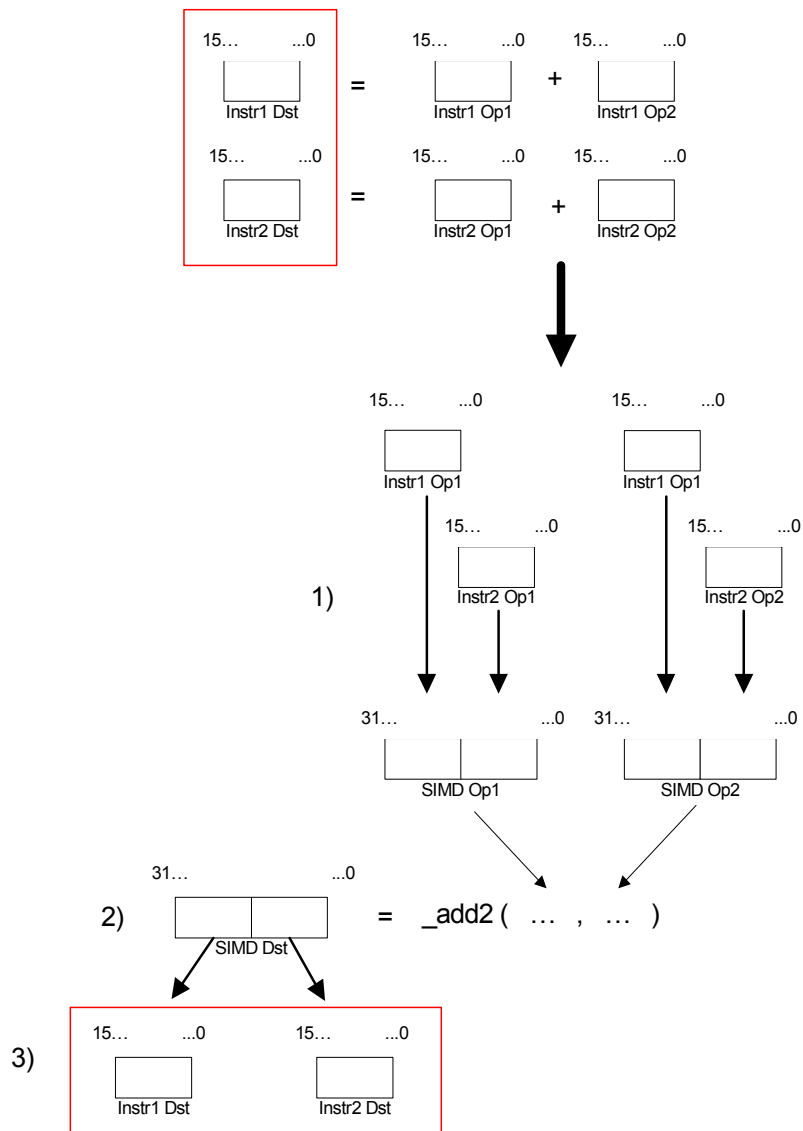 15… ...0 15… ...0 15… ...0
= +
Instr1 Dst Instr1 Op1 Instr1 Op2
15… ...0 15… ...0 15… ...0
= +
Instr2 Dst Instr2 Op1 Instr2 Op2
15… ...0 15… ...0
Instr1 Op1 Instr1 Op1
15… ...0 15… ...0
1) Instr2 Op1 Instr2 Op2
31… ...0 31… ...0
SIMD Op1 SIMD Op2
31… ...0
2) = _add2 ( … , … )
SIMD Dst
15… ...0 15… ...0
3)
Instr1 Dst Instr2 Dst